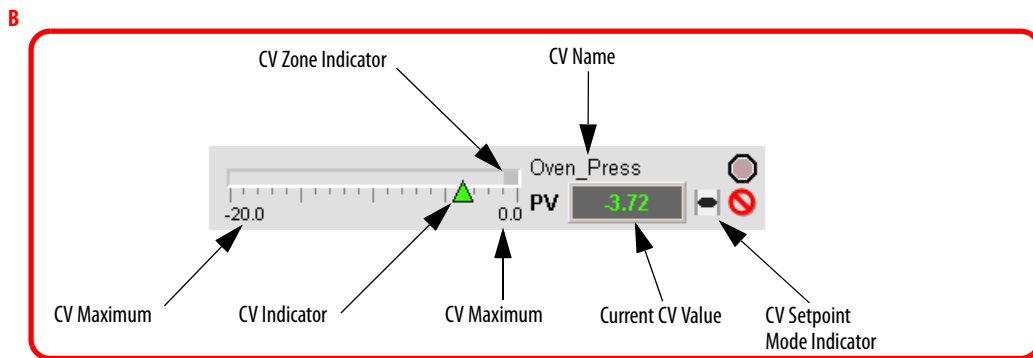 B
CV Zone Indicator
CV Name
Oven_Press
-20.0
0.0
PV
-3.72
CV Maximum
CV Indicator
CV Maximum
Current CV Value
CV Setpoint
Mode Indicator